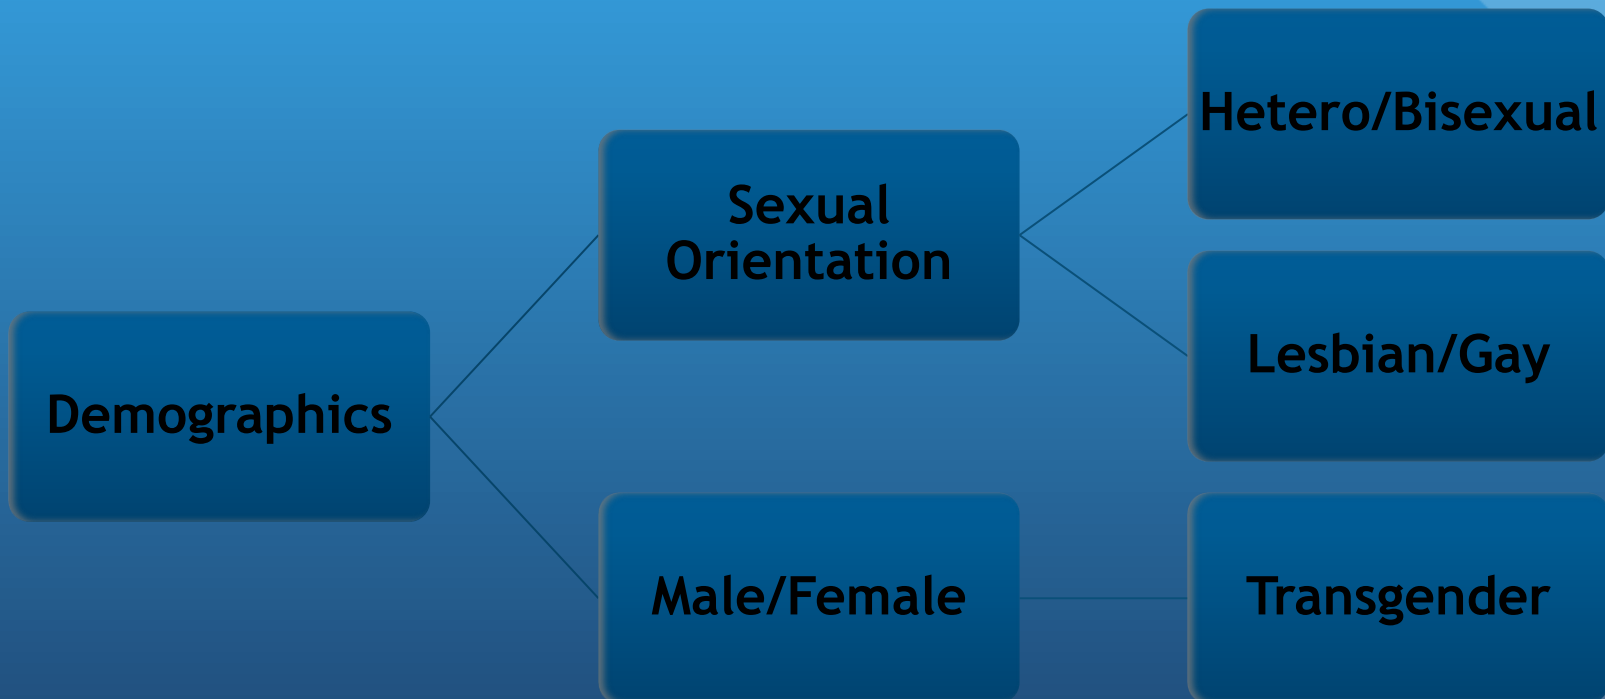 Demographics
Sexual
Orientation
Hetero/Bisexual
Lesbian/Gay
Male/Female
Transgender